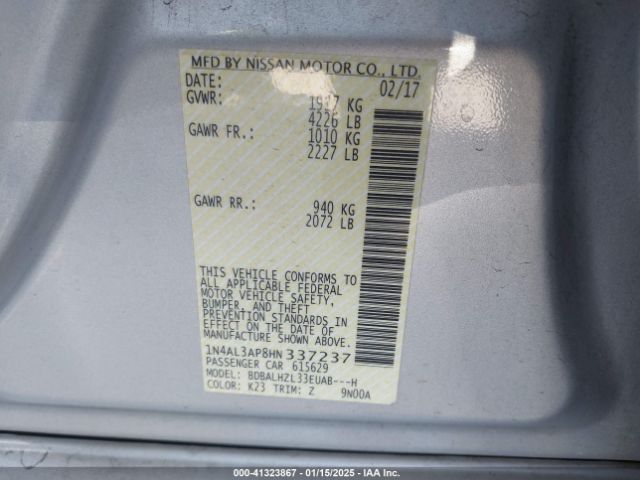 MFD BY NISSAN MOTOR CO., LTD.
DATE: 02/17
GVWR: 1917 KG
4226 LB
GAWR FR.: 1010 KG
2227 LB
GAWR RR.: 940 KG
2072 LB
THIS VEHICLE CONFORMS TO
ALL APPLICABLE FEDERAL
MOTOR VEHICLE SAFETY,
BUMPER, AND THEFT
PREVENTION STANDARDS IN
EFFECT ON THE DATE OF
MANUFACTURE SHOWN ABOVE.
1N4AL3AP8HN 337237
PASSENGER CAR 615629
MODEL: BDBALHZL33EUAB---H
COLOR: K23 TRIM: Z 9N00A
000-41323867 - 01/15/2025 - IAA Inc.